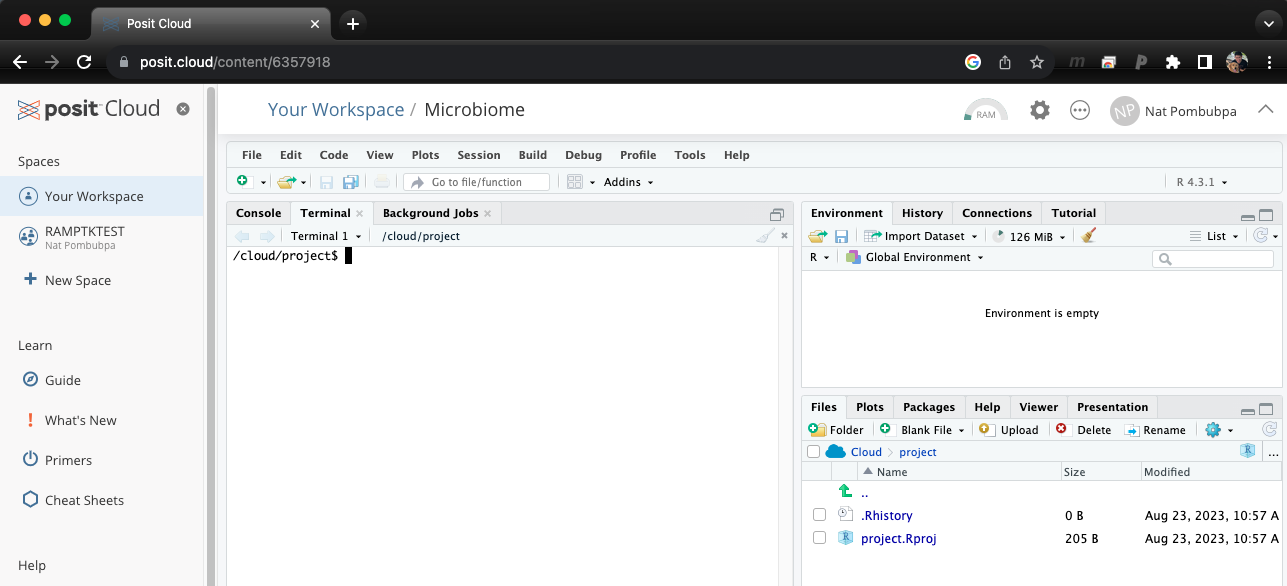 Posit Cloud
posit.cloud/content/6357918
posit Cloud
Your Workspace / Microbiome
RAM
NP
Nat Pombubpa
Spaces
Your Workspace
RAMPTKTEST
Nat Pombubpa
New Space
Learn
Guide
What's New
Primers
Cheat Sheets
Help
File Edit Code View Plots Session Build Debug Profile Tools Help
Go to file/function
Addins
R 4.3.1
Console Terminal Background Jobs
Terminal 1 /cloud/project
/cloud/project$
Environment History Connections Tutorial
Import Dataset 126 MiB List
R Global Environment
Environment is empty
Files Plots Packages Help Viewer Presentation
Folder Blank File Upload Delete Rename
Cloud project ...
Name Size Modified
..
.Rhistory 0 B Aug 23, 2023, 10:57 A
project.Rproj 205 B Aug 23, 2023, 10:57 A